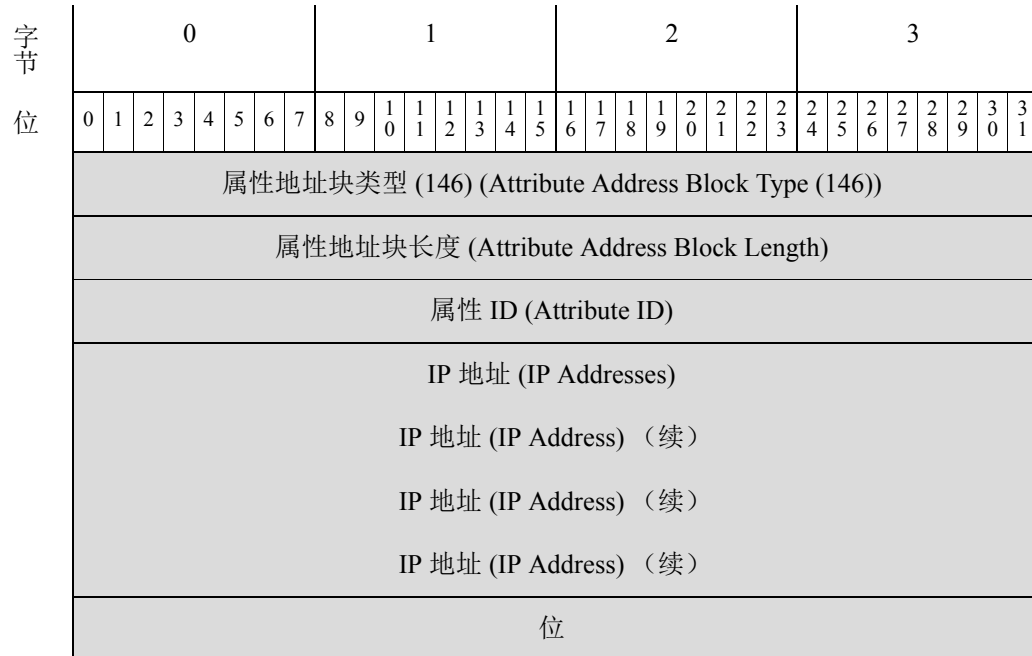 字节 0 1 2 3
位 0 1 2 3 4 5 6 7 8 9 10 11 12 13 14 15 16 17 18 19 20 21 22 23 24 25 26 27 28 29 30 31
属性地址块类型 (146) (Attribute Address Block Type (146))
属性地址块长度 (Attribute Address Block Length)
属性 ID (Attribute ID)
IP 地址 (IP Addresses)
IP 地址 (IP Address) （续）
IP 地址 (IP Address) （续）
IP 地址 (IP Address) （续）
位